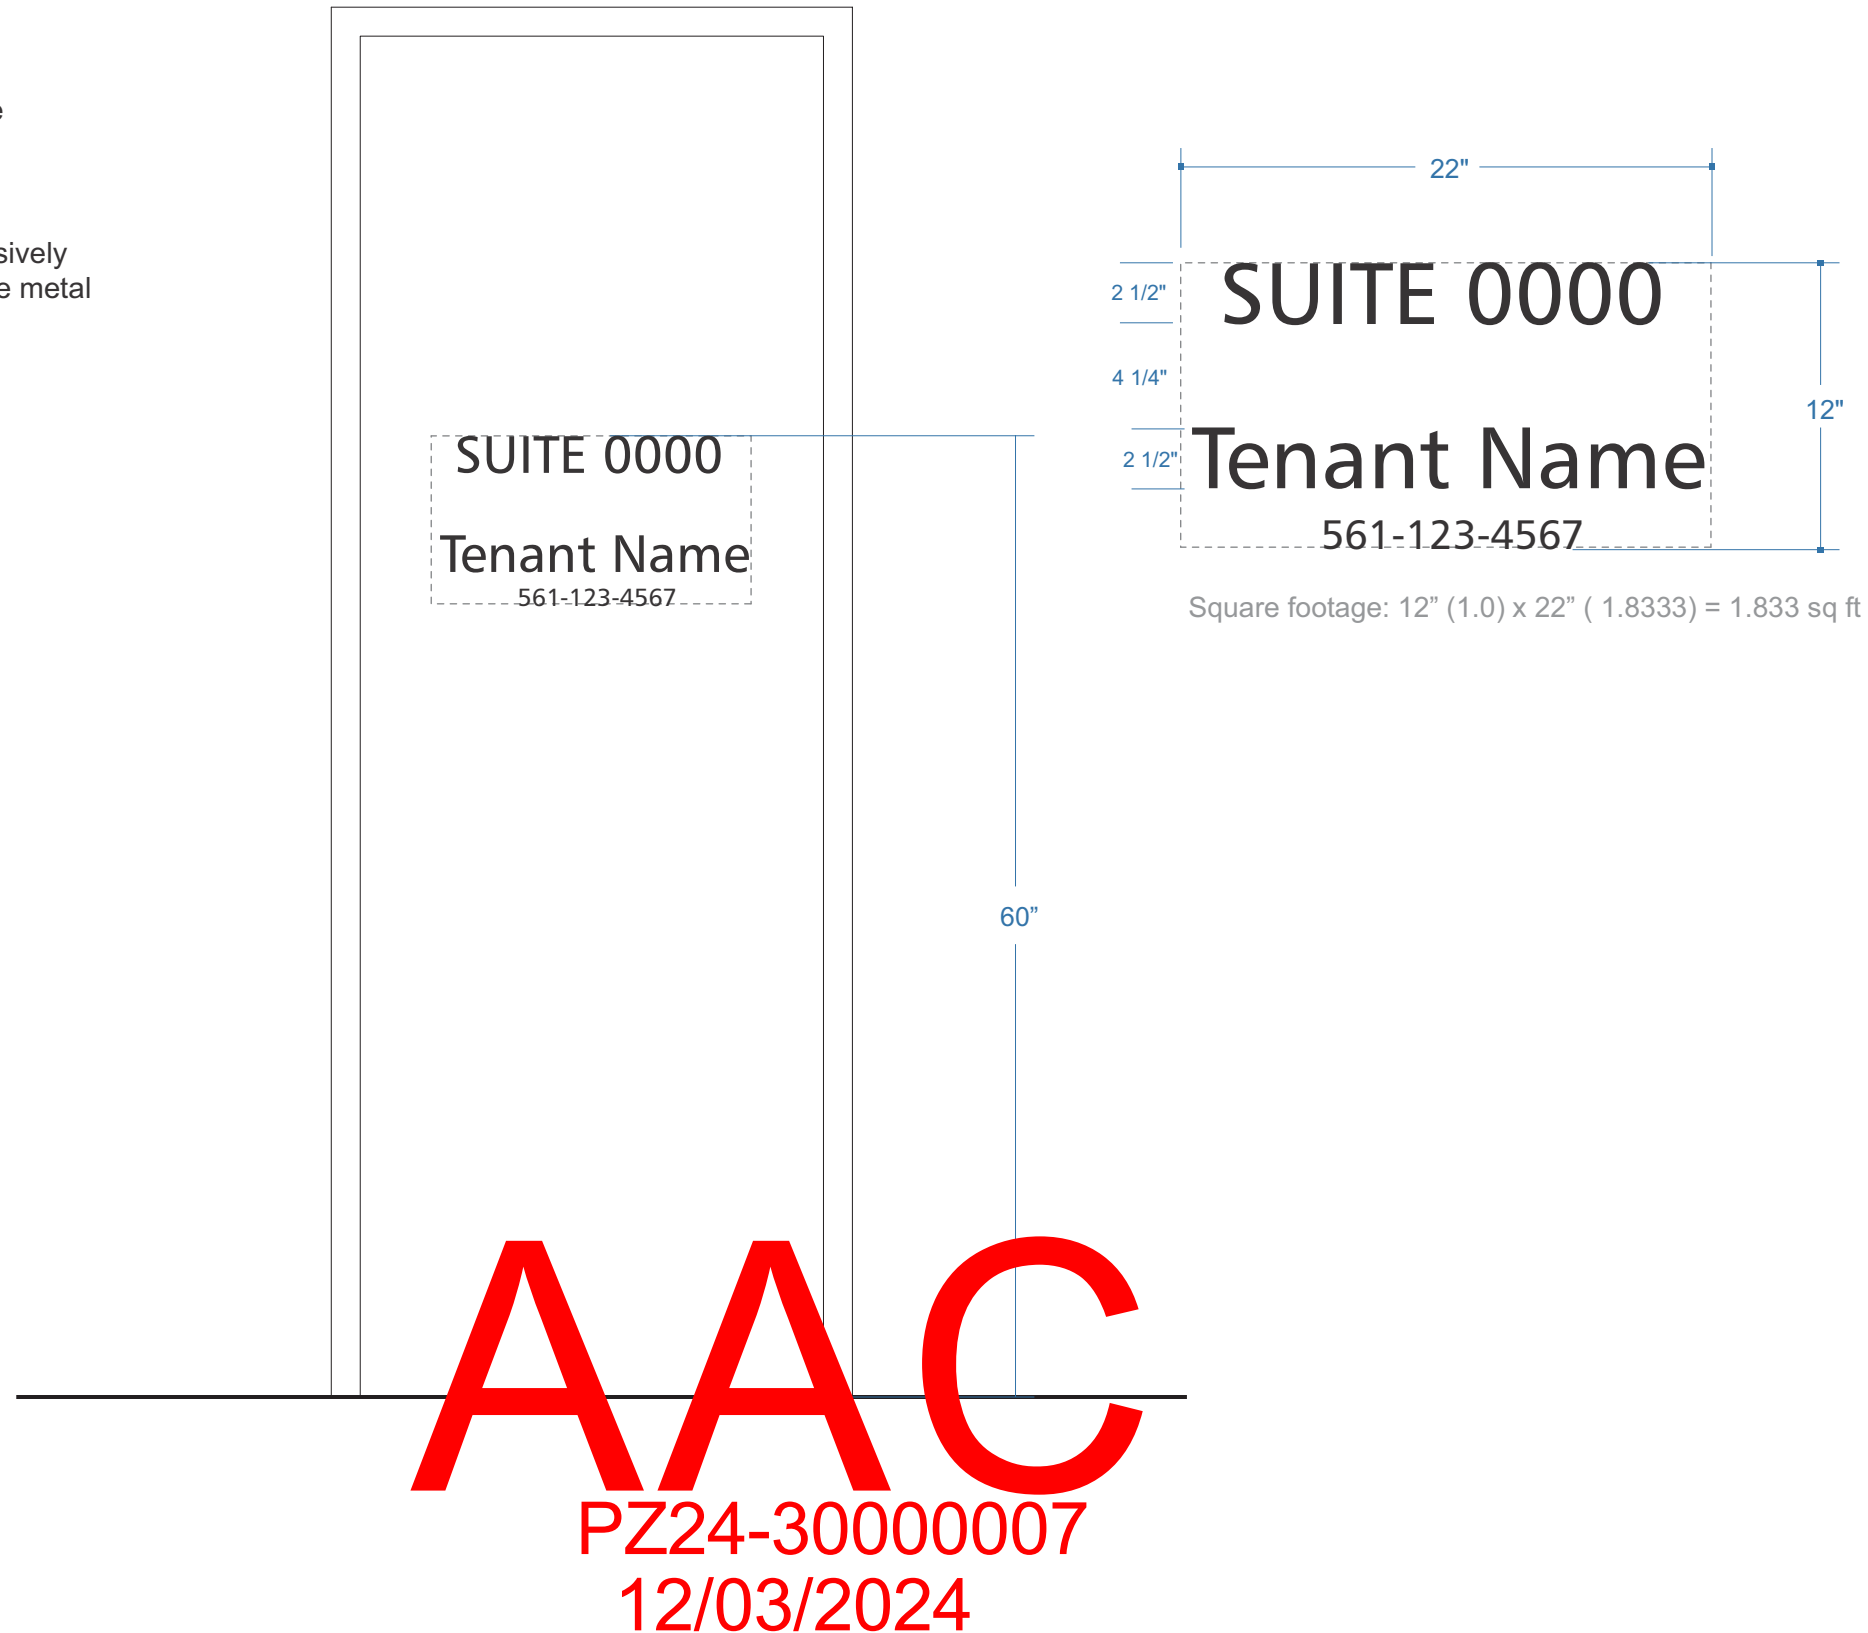 e
sively
e metal
SUITE 0000
Tenant Name
561-123-4567
60”
22"
2 1/2"
SUITE 0000
4 1/4"
12"
2 1/2"
Tenant Name
561-123-4567
Square footage: 12” (1.0) x 22” ( 1.8333) = 1.833 sq ft
AAC
PZ24-30000007
12/03/2024